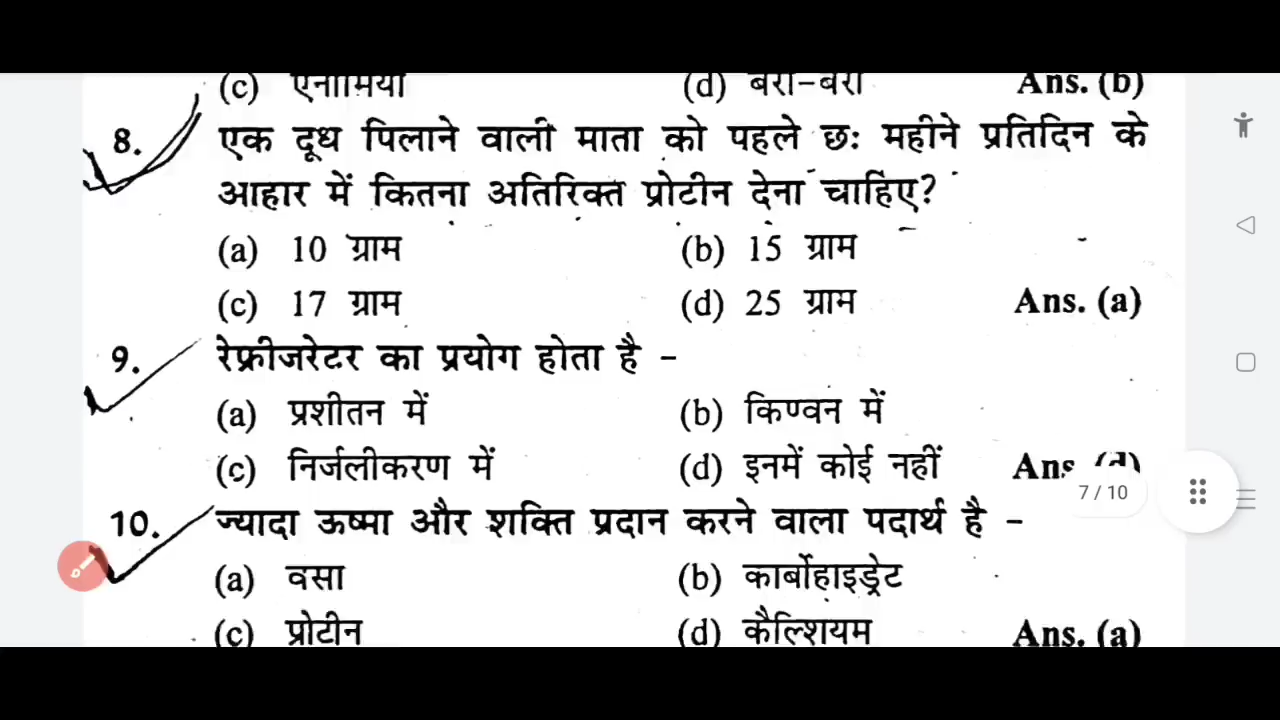 (c) एनीमिया (d) बेरी-बेरी Ans. (b)
8. एक दूध पिलाने वाली माता को पहले छः महीने प्रतिदिन के
आहार में कितना अतिरिक्त प्रोटीन देना चाहिए?
(a) 10 ग्राम (b) 15 ग्राम
(c) 17 ग्राम (d) 25 ग्राम Ans. (a)
9. रेफ्रीजरेटर का प्रयोग होता है -
(a) प्रशीतन में (b) किण्वन में
(c) निर्जलीकरण में (d) इनमें कोई नहीं Ans (d)
7 / 10
10. ज्यादा ऊष्मा और शक्ति प्रदान करने वाला पदार्थ है -
(a) वसा (b) कार्बोहाइड्रेट
(c) प्रोटीन (d) कैल्शियम Ans. (a)